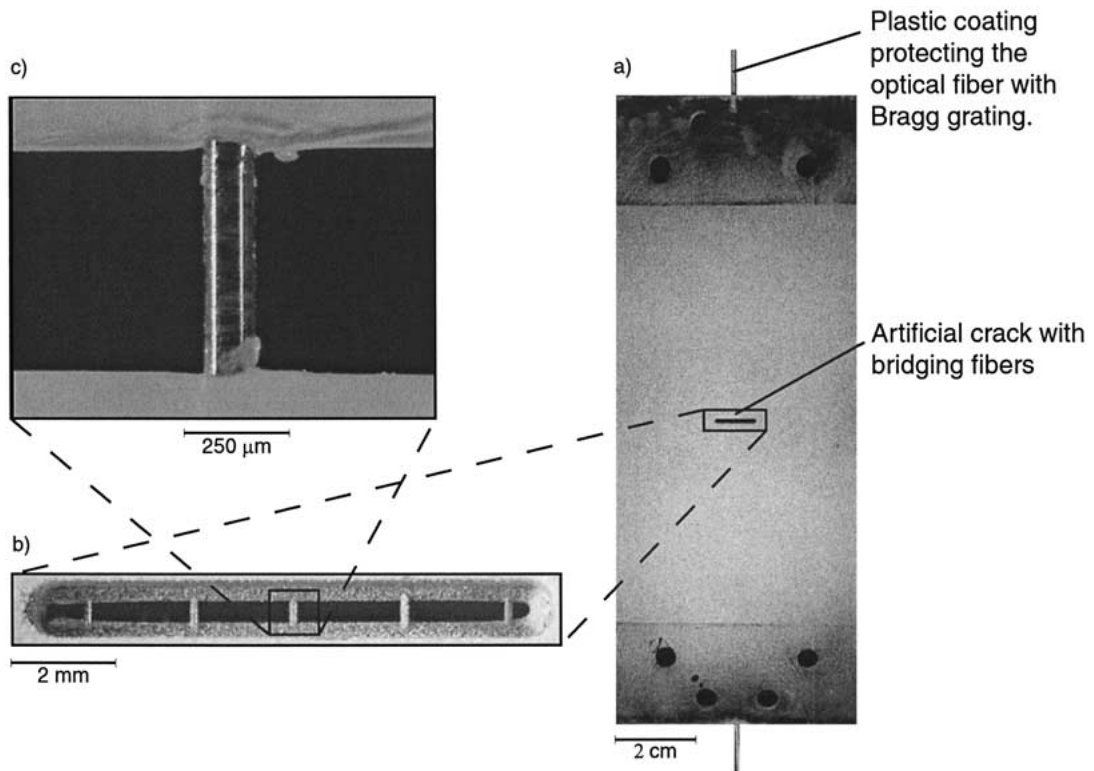 c)
a)
Plastic coating
protecting the
optical fiber with
Bragg grating.
Artificial crack with
bridging fibers
250 μm
b)
2 mm
2 cm